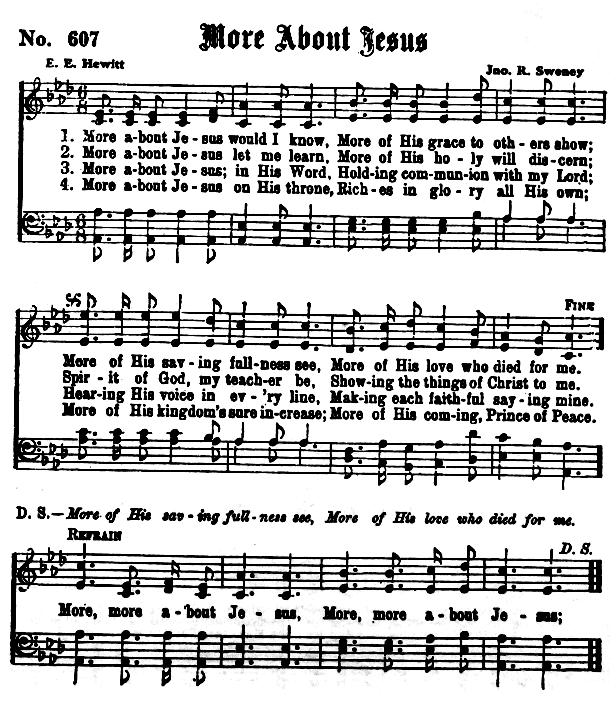 No. 607 More About Jesus
E. E. Hewitt
Jno. R. Sweney
1. More a-bout Je-sus would I know, More of His grace to oth-ers show;
2. More a-bout Je-sus let me learn, More of His ho-ly will dis-cern;
3. More a-bout Je-sus; in His Word, Hold-ing com-mun-ion with my Lord;
4. More a-bout Je-sus on His throne, Rich-es in glo-ry all His own;
FINE
More of His sav-ing full-ness see, More of His love who died for me.
Spir-it of God, my teach-er be, Show-ing the things of Christ to me.
Hear-ing His voice in ev-'ry line, Mak-ing each faith-ful say-ing mine.
More of His kingdom's sure in-crease; More of His com-ing, Prince of Peace.
D. S.—More of His sav-ing full-ness see, More of His love who died for me.
REFRAIN
D. S.
More, more a-bout Je-sus, More, more a-bout Je-sus;